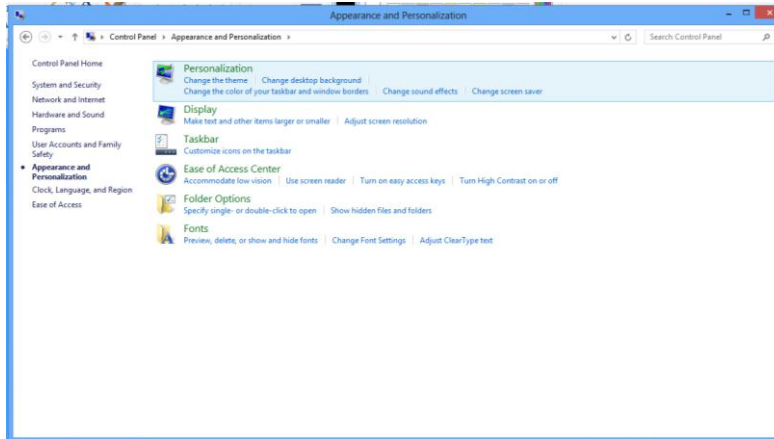 Appearance and Personalization
Control Panel Appearance and Personalization
Search Control Panel
Control Panel Home
System and Security
Network and Internet
Hardware and Sound
Programs
User Accounts and Family
Safety
Appearance and
Personalization
Clock, Language, and Region
Ease of Access
Personalization
Change the theme Change desktop background
Change the color of your taskbar and window borders Change sound effects Change screen saver
Display
Make text and other items larger or smaller Adjust screen resolution
Taskbar
Customize icons on the taskbar
Ease of Access Center
Accommodate low vision Use screen reader Turn on easy access keys Turn High Contrast on or off
Folder Options
Specify single- or double-click to open Show hidden files and folders
Fonts
Preview, delete, or show and hide fonts Change Font Settings Adjust ClearType text